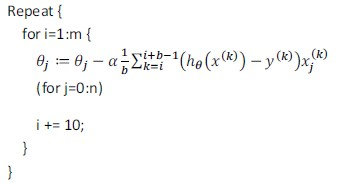 Repeat {
for i=1:m {
θ_j := θ_j − α 1/b Σ_{k=i}^{i+b−1} (h_θ(x^{(k)}) − y^{(k)}) x_j^{(k)}
(for j=0:n)
i += 10;
}
}